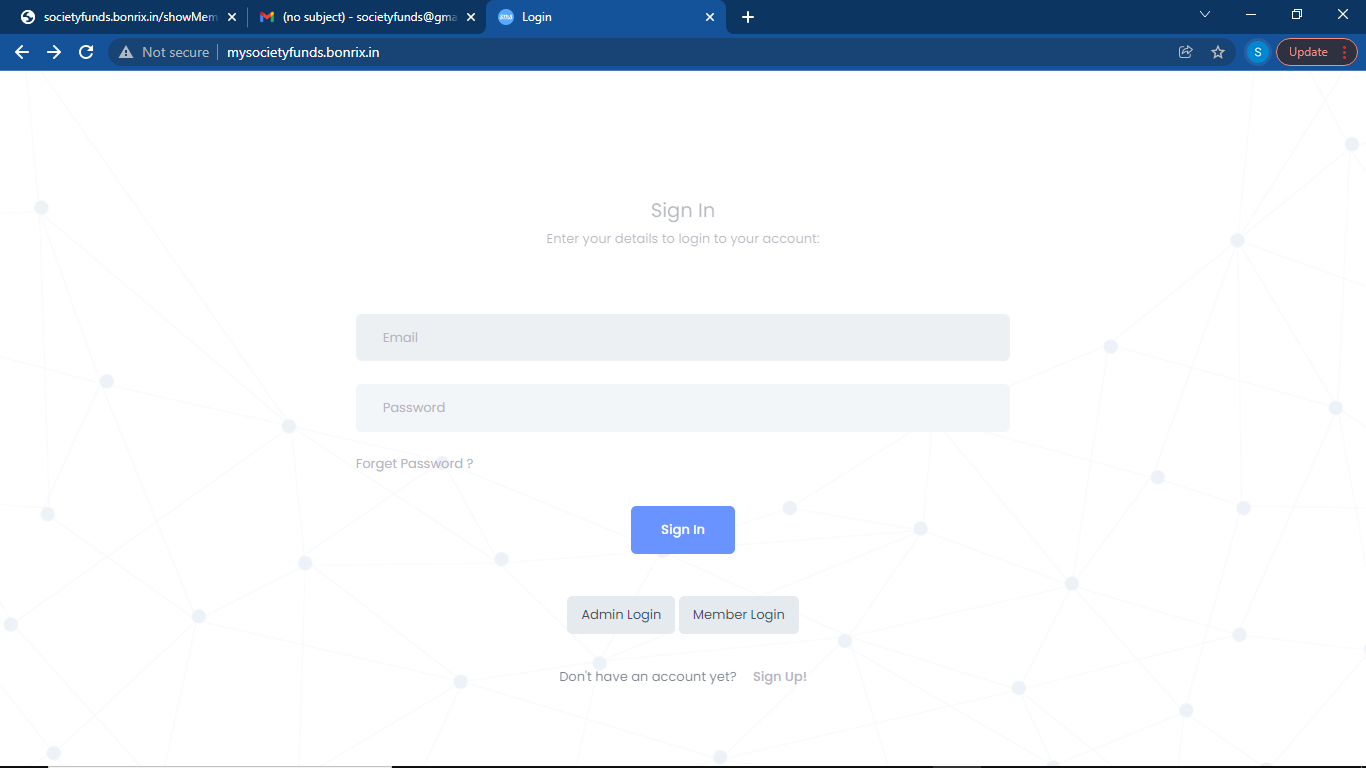 societyfunds.bonrix.in/showMem
(no subject) - societyfunds@gma
sms
Login
Not secure
mysocietyfunds.bonrix.in
S
Update
Sign In
Enter your details to login to your account:
Email
Password
Forget Password ?
Sign In
Admin Login
Member Login
Don't have an account yet? Sign Up!